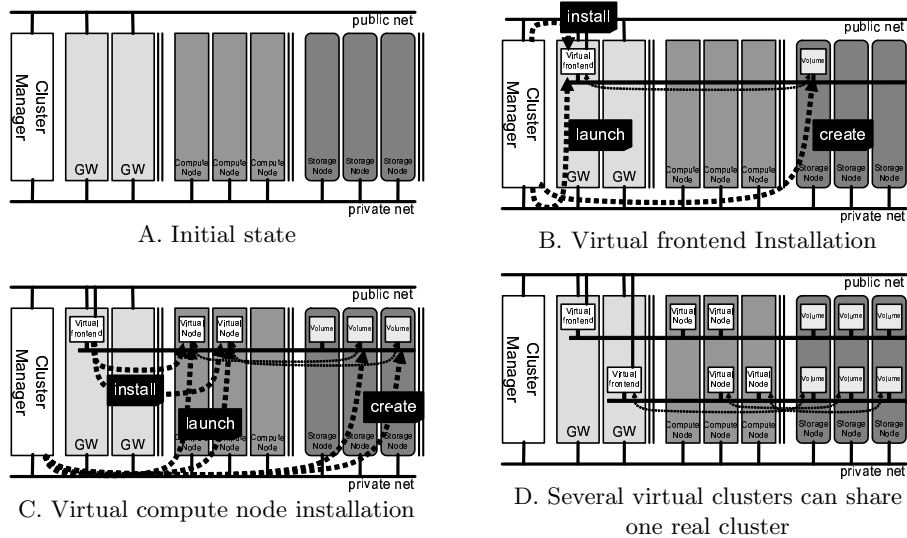 public net
Cluster
Manager
GW
GW
Compute
Node
Compute
Node
Compute
Node
Storage
Node
Storage
Node
Storage
Node
private net
A. Initial state
install
public net
Virtual
frontend
Volume
Cluster
Manager
launch
create
GW
GW
Compute
Node
Compute
Node
Compute
Node
Storage
Node
Storage
Node
Storage
Node
private net
B. Virtual frontend Installation
public net
Virtual
frontend
Virtual
Node
Virtual
Node
Volume
Volume
Volume
Cluster
Manager
install
launch
create
GW
GW
Compute
Node
Compute
Node
Compute
Node
Storage
Node
Storage
Node
Storage
Node
private net
C. Virtual compute node installation
public net
Virtual
frontend
Virtual
Node
Virtual
Node
Volume
Volume
Volume
Cluster
Manager
Virtual
frontend
Virtual
Node
Virtual
Node
Volume
Volume
Volume
GW
GW
Compute
Node
Compute
Node
Compute
Node
Storage
Node
Storage
Node
Storage
Node
private net
D. Several virtual clusters can share
one real cluster